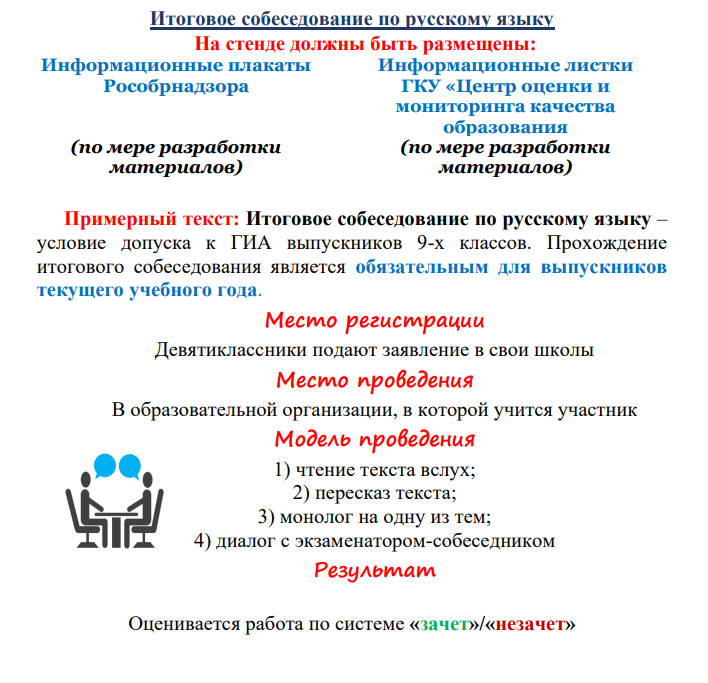 Итоговое собеседование по русскому языку
На стенде должны быть размещены:
Информационные плакаты
Рособрнадзора
(по мере разработки
материалов)
Информационные листки
ГКУ «Центр оценки и
мониторинга качества
образования
(по мере разработки
материалов)
Примерный текст: Итоговое собеседование по русскому языку –
условие допуска к ГИА выпускников 9-х классов. Прохождение
итогового собеседования является обязательным для выпускников
текущего учебного года.
Место регистрации
Девятиклассники подают заявление в свои школы
Место проведения
В образовательной организации, в которой учится участник
Модель проведения
1) чтение текста вслух;
2) пересказ текста;
3) монолог на одну из тем;
4) диалог с экзаменатором-собеседником
Результат
Оценивается работа по системе «зачет»/«незачет»